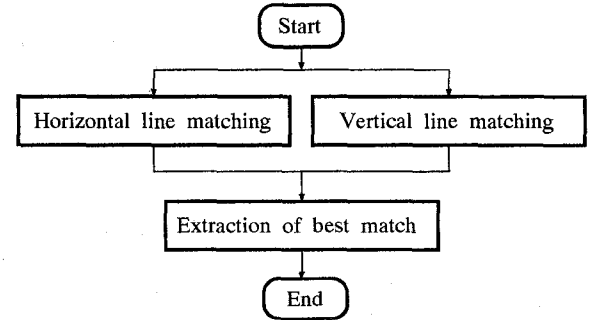 Start
Horizontal line matching
Vertical line matching
Extraction of best match
End